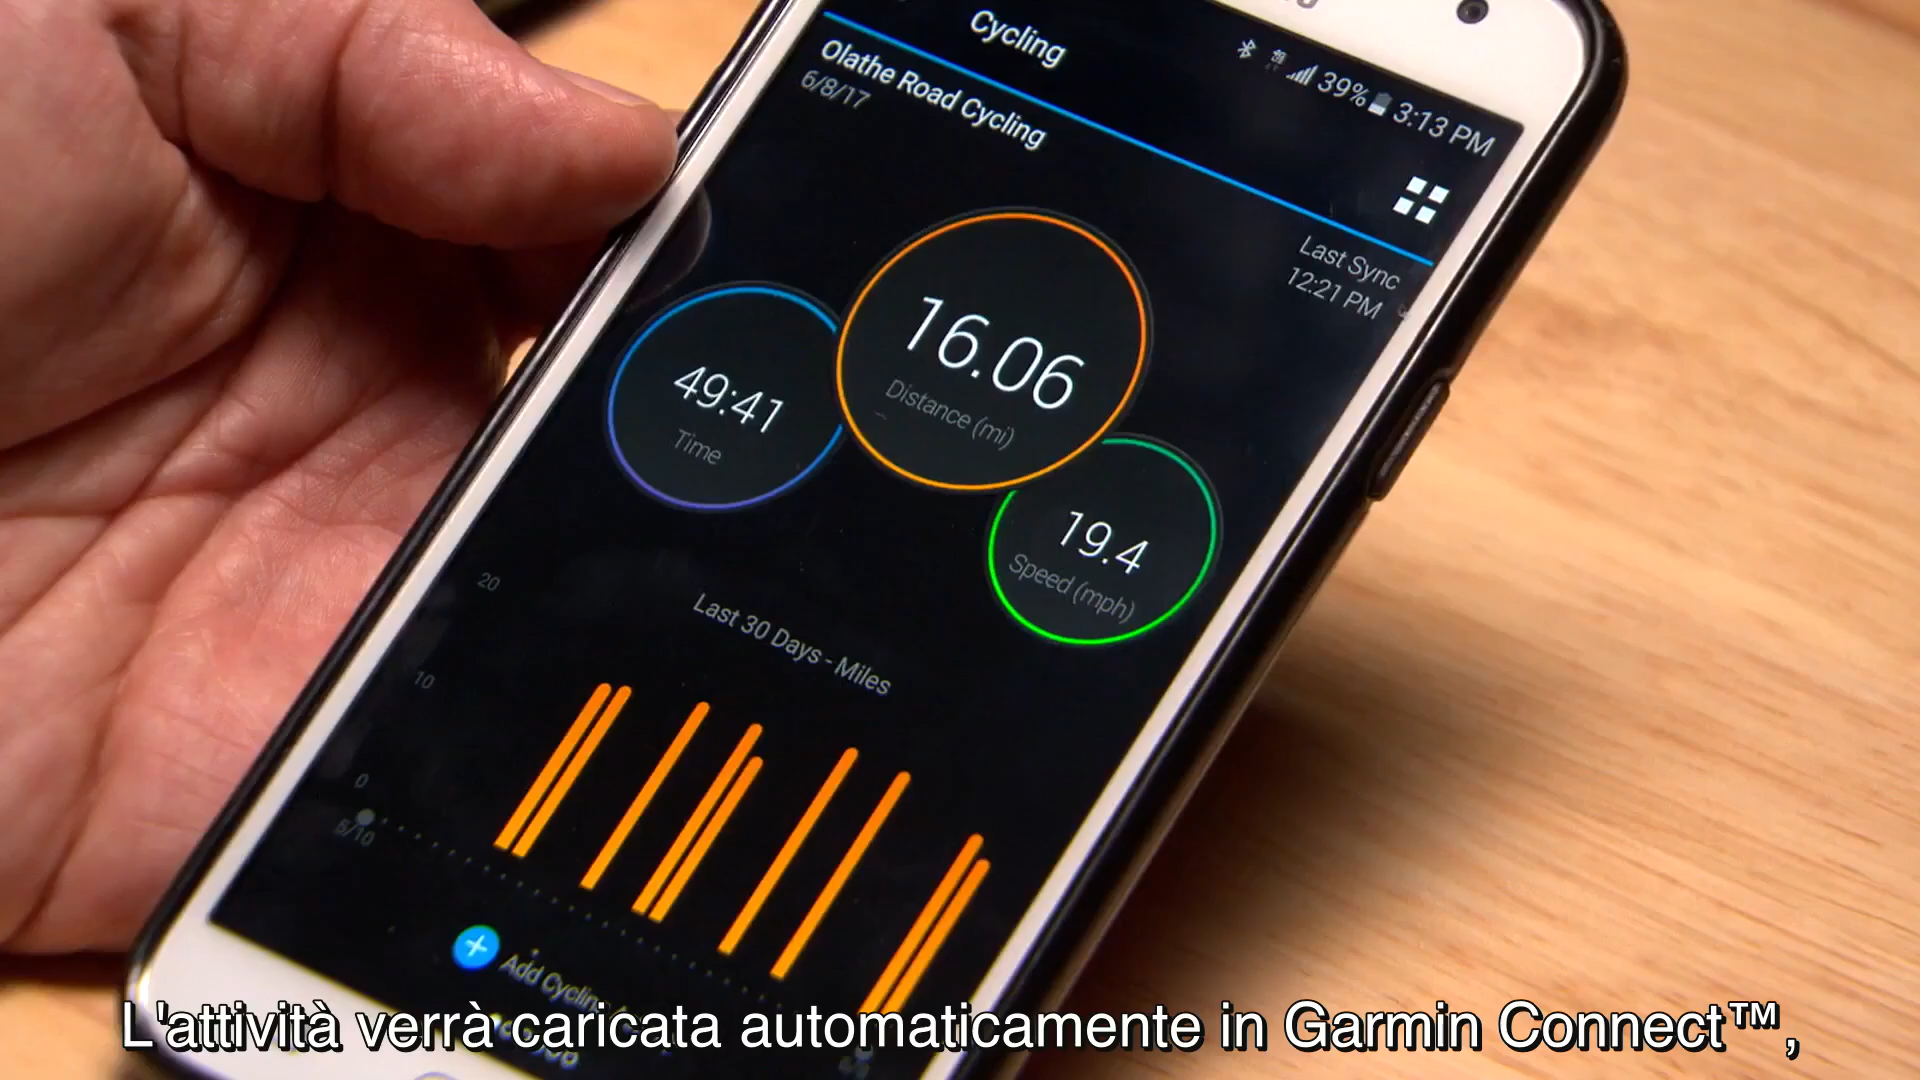 Cycling
39% 3:13 PM
Olathe Road Cycling
6/8/17
Last Sync
12:21 PM
16.06
Distance (mi)
49:41
Time
19.4
Speed (mph)
Last 30 Days - Miles
20
10
0
5/10
Add Cycling
L'attività verrà caricata automaticamente in Garmin Connect™,